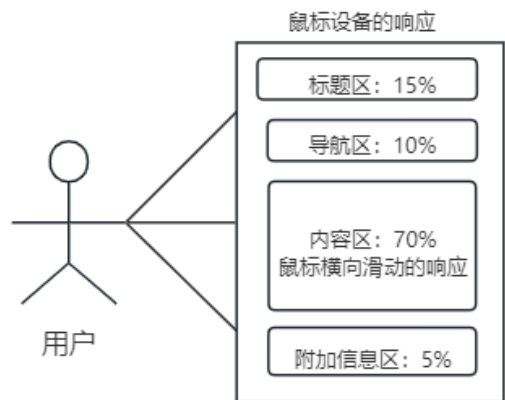 鼠标设备的响应
标题区：15%
导航区：10%
内容区：70%
鼠标横向滑动的响应
附加信息区：5%
用户